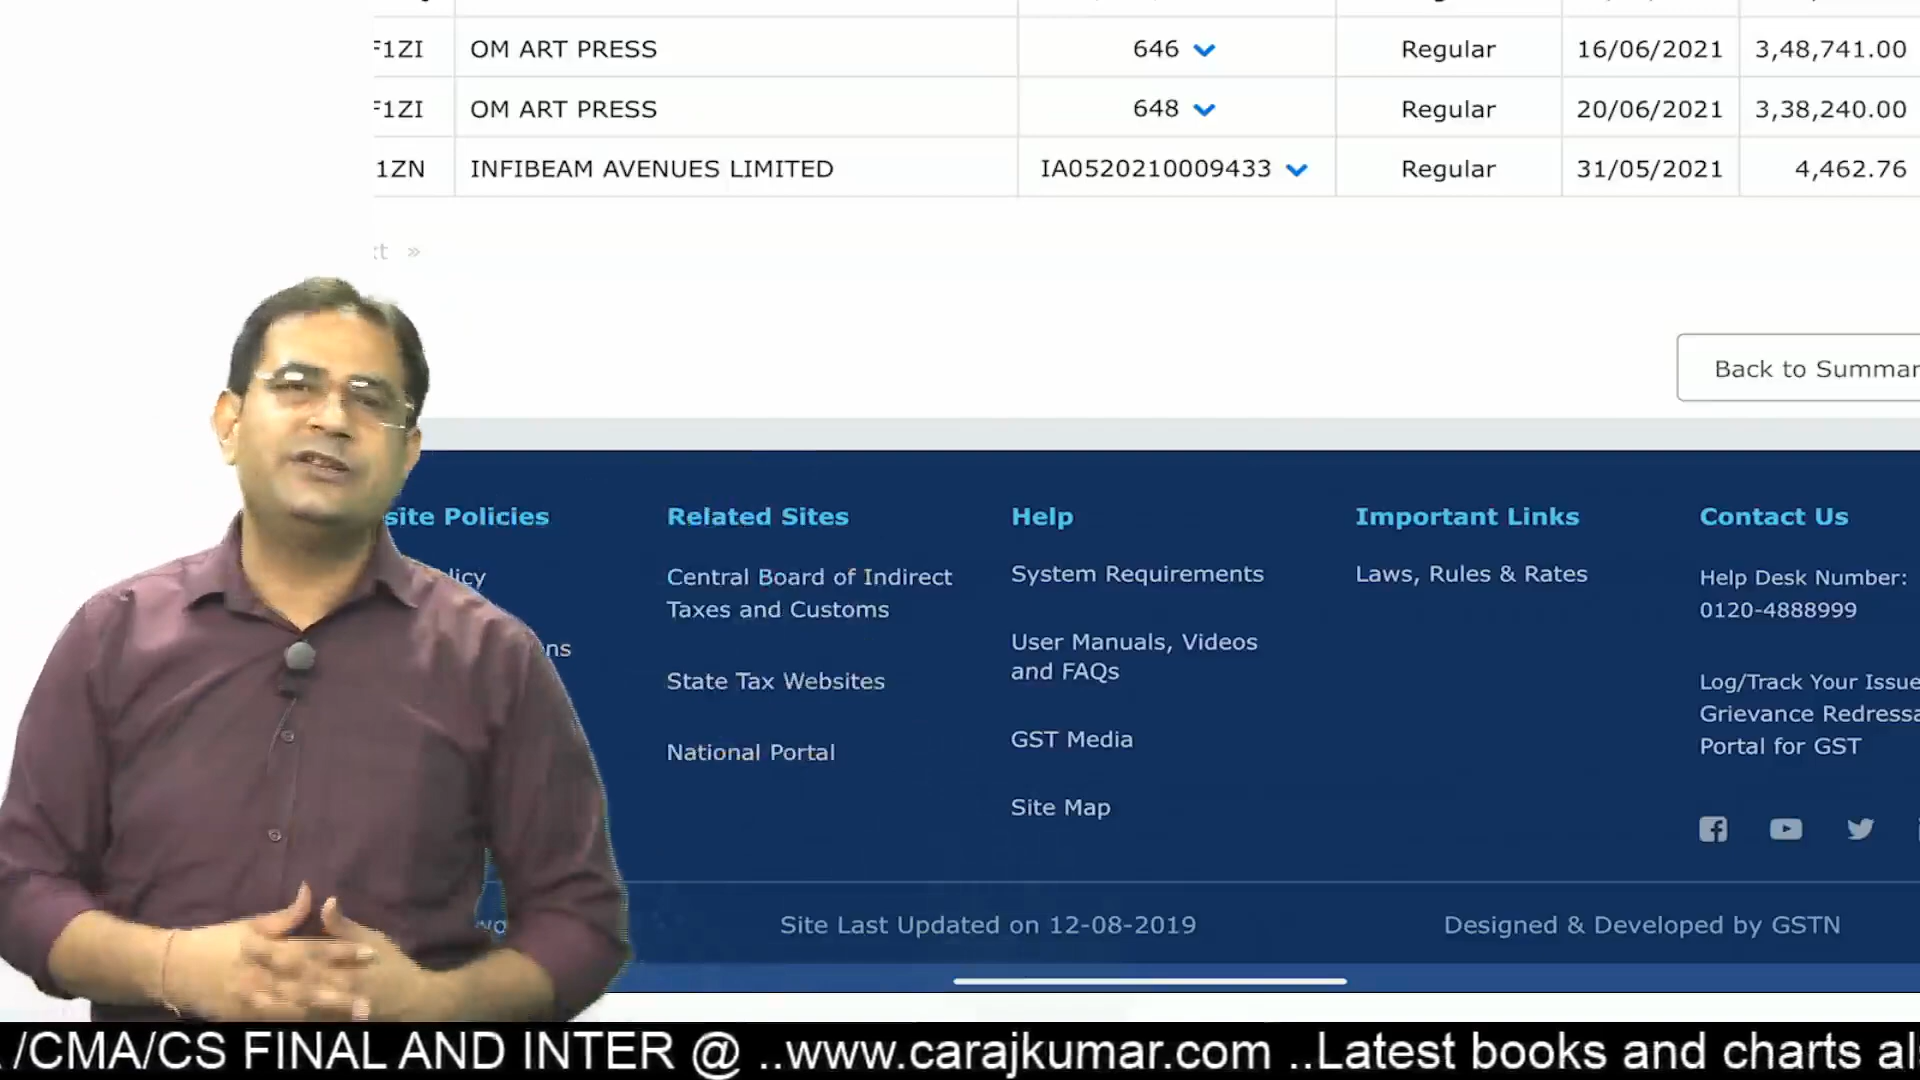 F1ZI OM ART PRESS 646 Regular 16/06/2021 3,48,741.00
F1ZI OM ART PRESS 648 Regular 20/06/2021 3,38,240.00
1ZN INFIBEAM AVENUES LIMITED IA0520210009433 Regular 31/05/2021 4,462.76
»
Back to Summar
site Policies
licy
ns
Related Sites
Central Board of Indirect
Taxes and Customs
State Tax Websites
National Portal
Help
System Requirements
User Manuals, Videos
and FAQs
GST Media
Site Map
Important Links
Laws, Rules & Rates
Contact Us
Help Desk Number:
0120-4888999
Log/Track Your Issue
Grievance Redressa
Portal for GST
Site Last Updated on 12-08-2019
Designed & Developed by GSTN
/CMA/CS FINAL AND INTER @ ..www.carajkumar.com ..Latest books and charts al